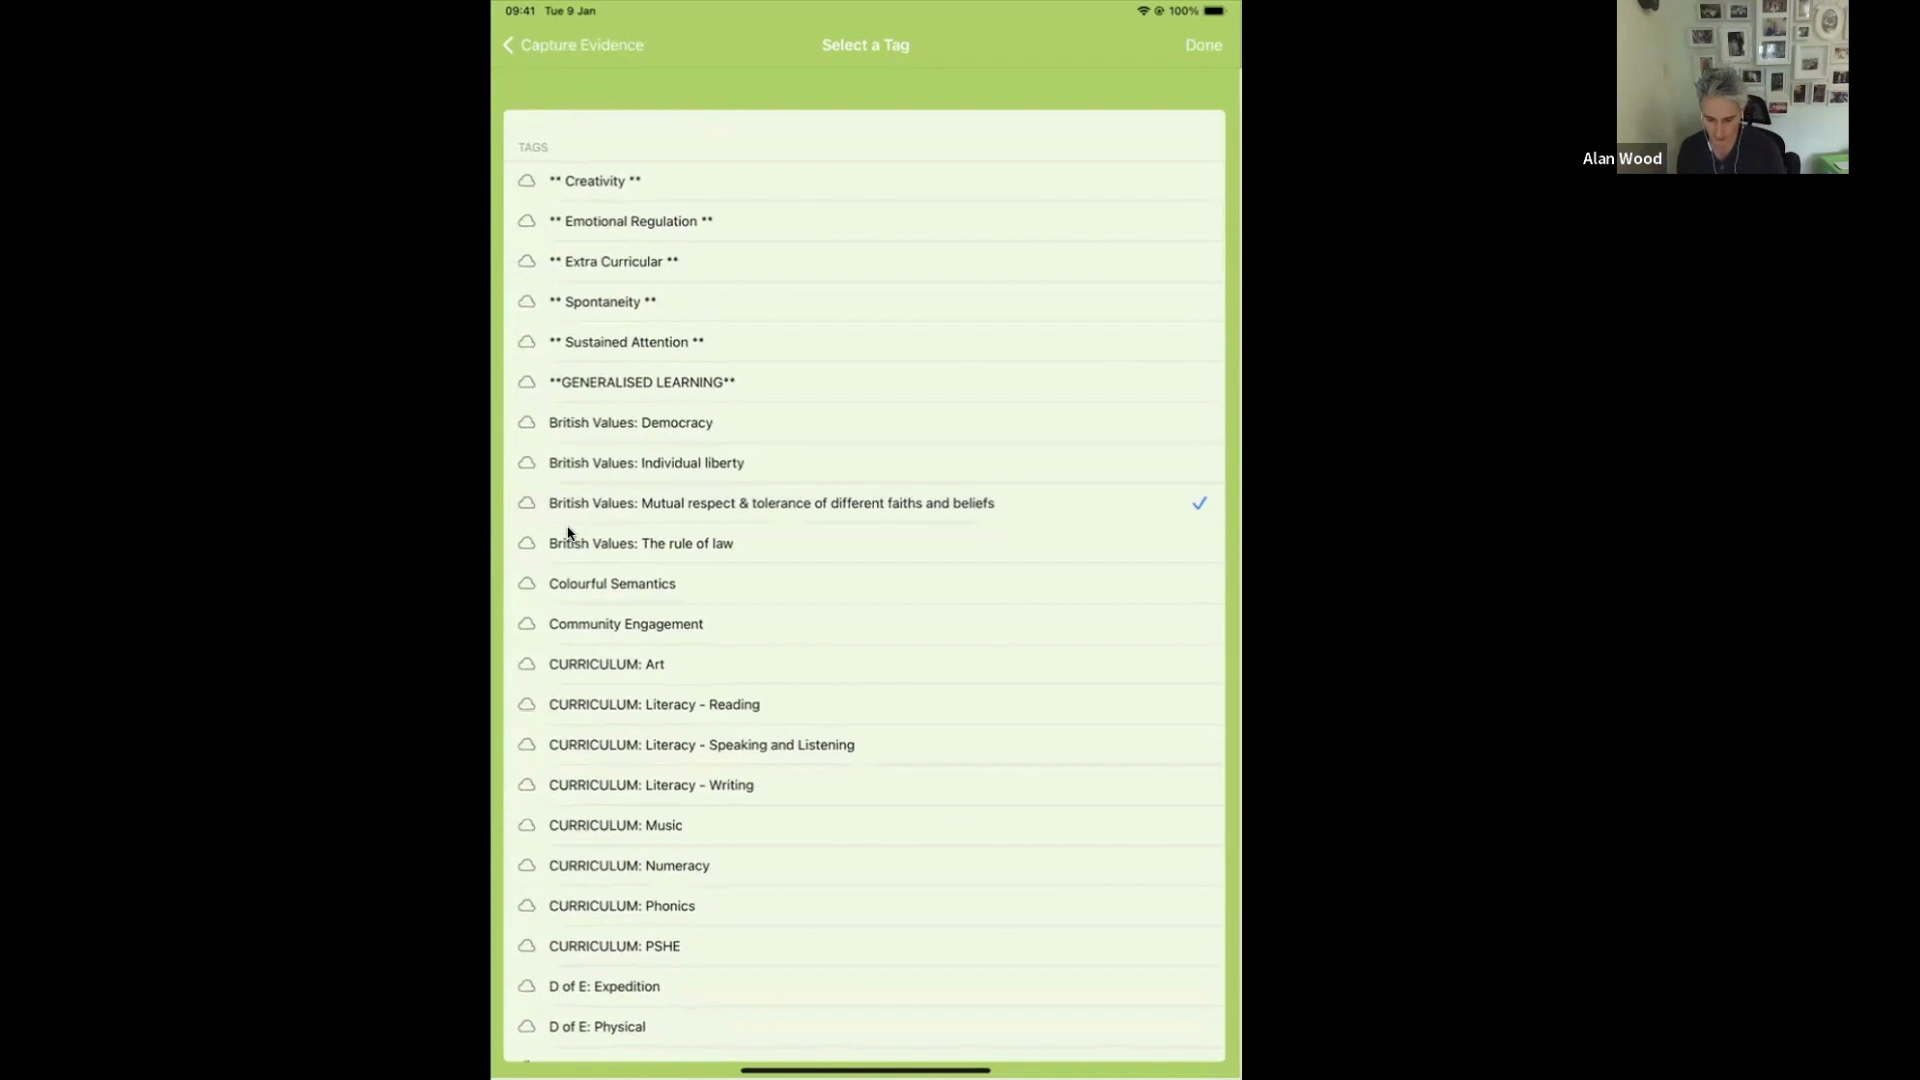 09:41 Tue 9 Jan
100%
Capture Evidence
Select a Tag
Done
Alan Wood
TAGS
** Creativity **
** Emotional Regulation **
** Extra Curricular **
** Spontaneity **
** Sustained Attention **
**GENERALISED LEARNING**
British Values: Democracy
British Values: Individual liberty
British Values: Mutual respect & tolerance of different faiths and beliefs
British Values: The rule of law
Colourful Semantics
Community Engagement
CURRICULUM: Art
CURRICULUM: Literacy - Reading
CURRICULUM: Literacy - Speaking and Listening
CURRICULUM: Literacy - Writing
CURRICULUM: Music
CURRICULUM: Numeracy
CURRICULUM: Phonics
CURRICULUM: PSHE
D of E: Expedition
D of E: Physical